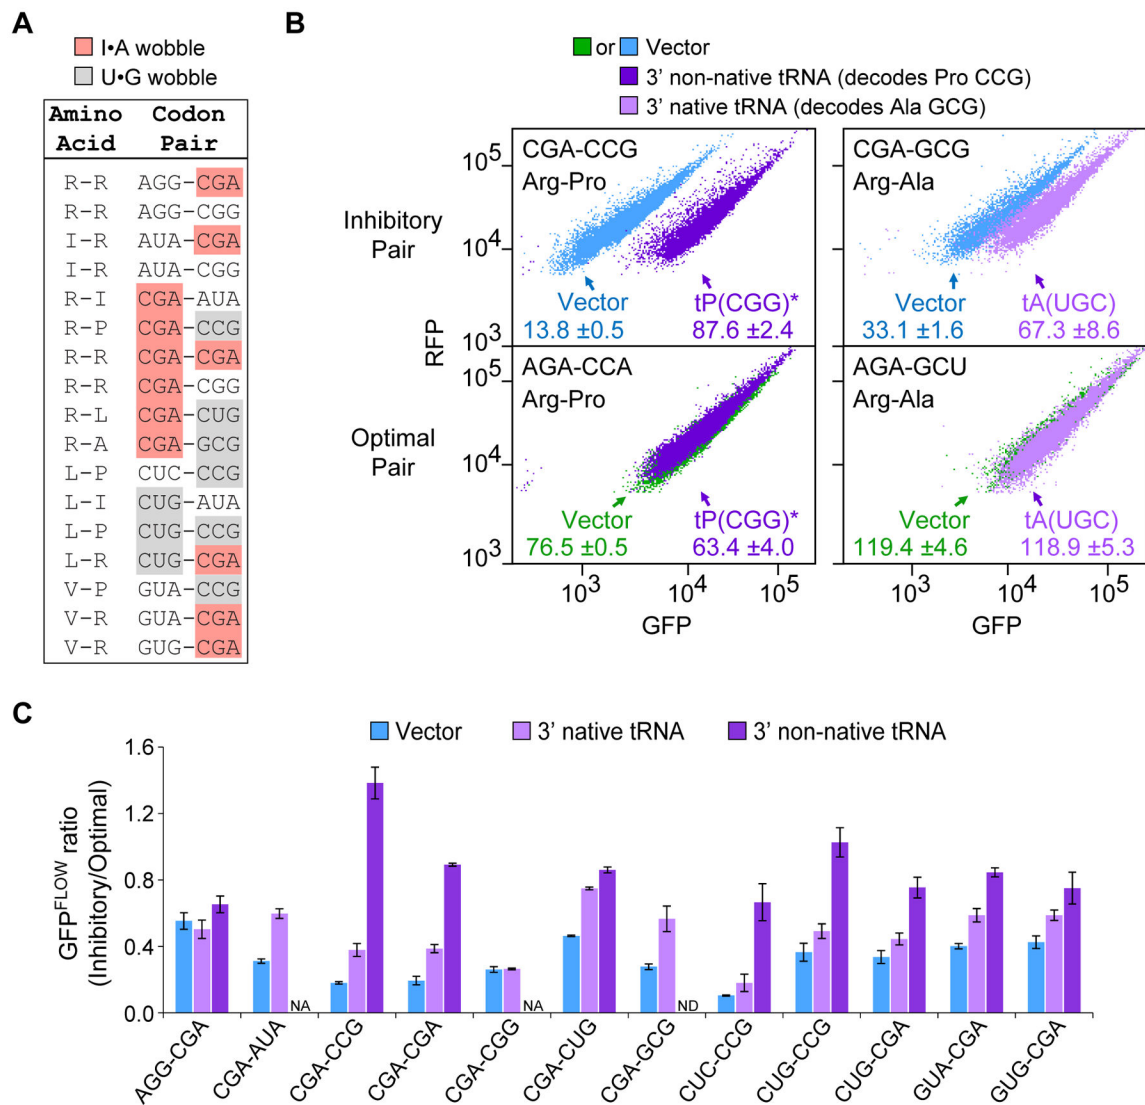 A
I•A wobble
U•G wobble
Amino Acid Codon Pair
R-R AGG-CGA
R-R AGG-CGG
I-R AUA-CGA
I-R AUA-CGG
R-I CGA-AUA
R-P CGA-CCG
R-R CGA-CGA
R-R CGA-CGG
R-L CGA-CUG
R-A CGA-GCG
L-P CUC-CCG
L-I CUG-AUA
L-P CUG-CCG
L-R CUG-CGA
V-P GUA-CCG
V-R GUA-CGA
V-R GUG-CGA
B
or Vector
3’ non-native tRNA (decodes Pro CCG)
3’ native tRNA (decodes Ala GCG)
Inhibitory
Pair
Optimal
Pair
RFP
10⁵
10⁴
10³
10⁵
10⁴
10³
CGA-CCG
Arg-Pro
Vector
13.8 ±0.5
tP(CGG)*
87.6 ±2.4
CGA-GCG
Arg-Ala
Vector
33.1 ±1.6
tA(UGC)
67.3 ±8.6
AGA-CCA
Arg-Pro
Vector
76.5 ±0.5
tP(CGG)*
63.4 ±4.0
AGA-GCU
Arg-Ala
Vector
119.4 ±4.6
tA(UGC)
118.9 ±5.3
10³ 10⁴ 10⁵
10³ 10⁴ 10⁵
GFP
GFP
C
Vector
3’ native tRNA
3’ non-native tRNA
GFP^FLOW ratio
(Inhibitory/Optimal)
1.6
1.2
0.8
0.4
0.0
NA
NA
ND
AGG-CGA
CGA-AUA
CGA-CCG
CGA-CGA
CGA-CGG
CGA-CUG
CGA-GCG
CUC-CCG
CUG-CCG
CUG-CGA
GUA-CGA
GUG-CGA